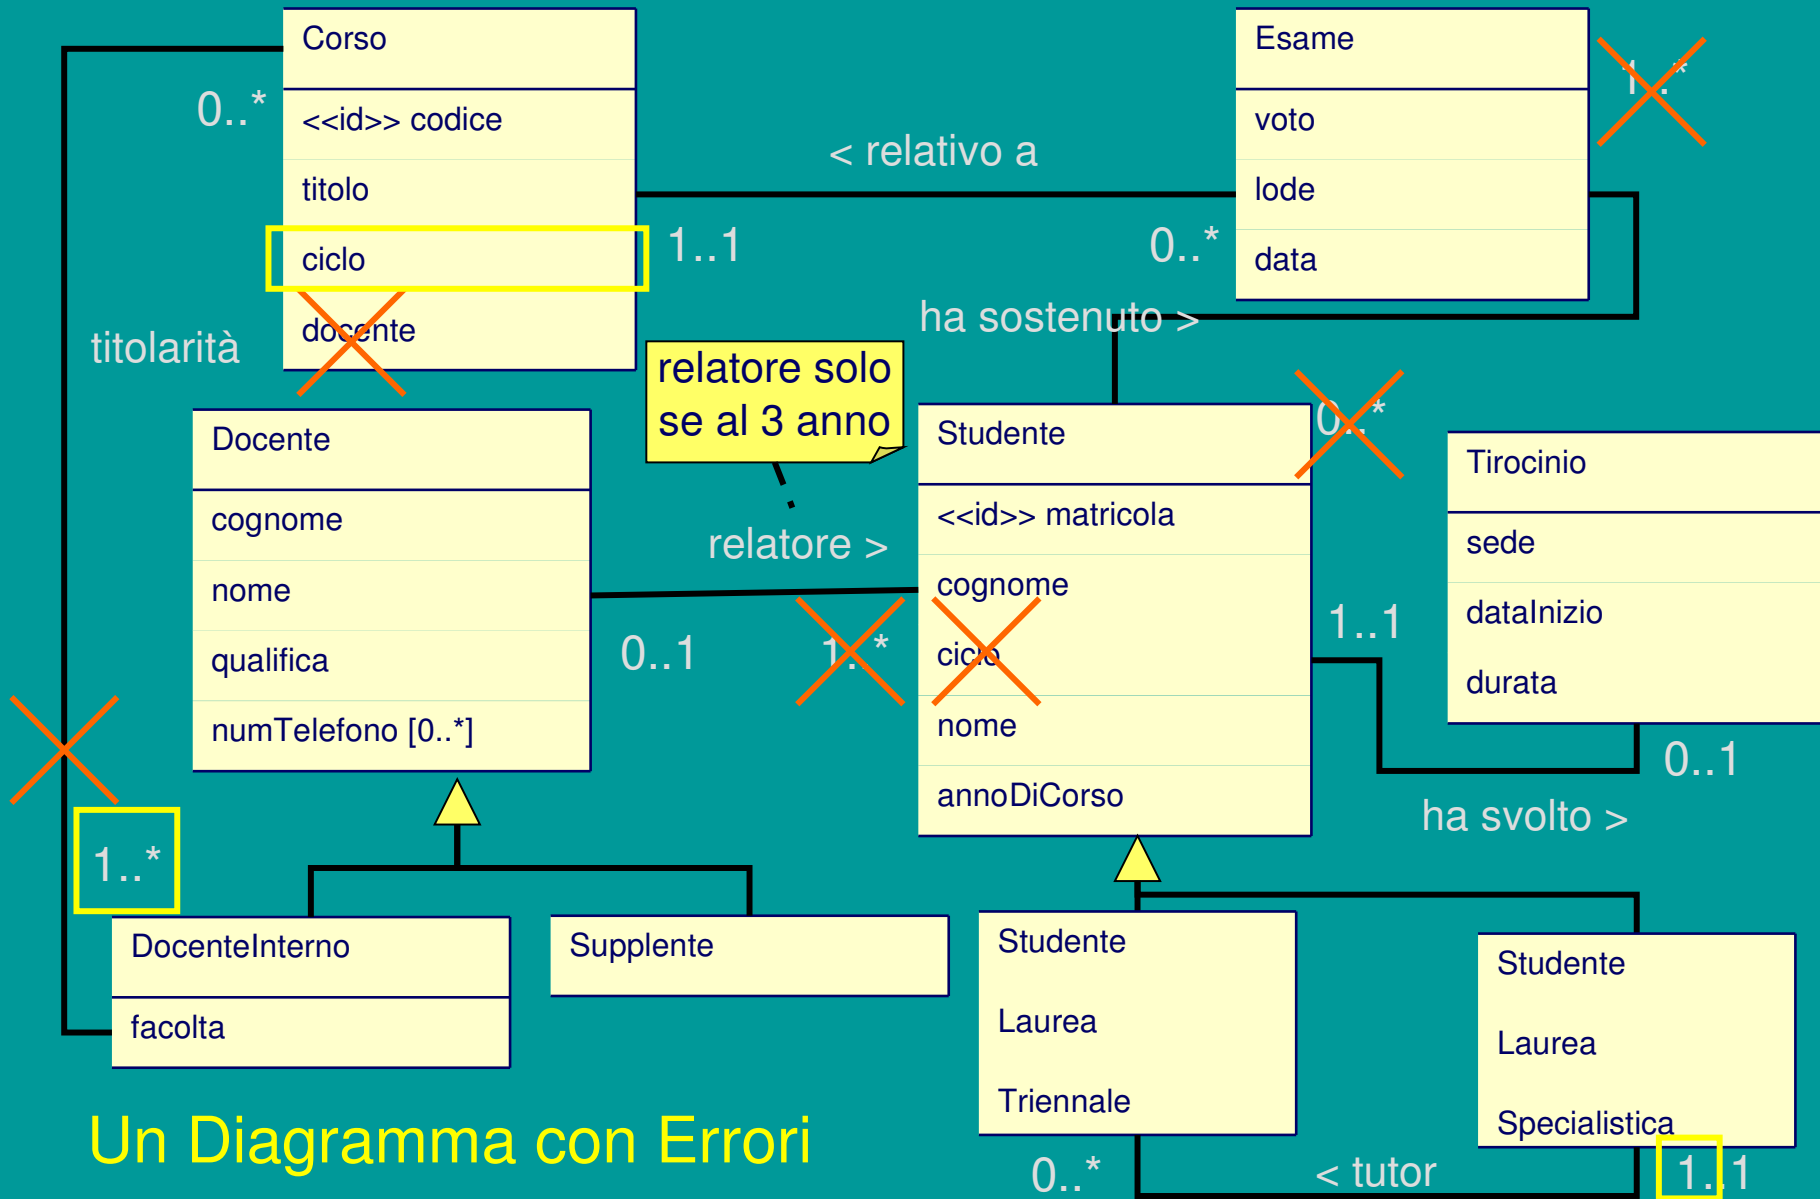 Corso
0..*
<<id>> codice
titolo
ciclo
docente
titolarità
< relativo a
1..1
0..*
Esame
voto
lode
data
1..*
ha sostenuto >
relatore solo
se al 3 anno
Docente
cognome
nome
qualifica
numTelefono [0..*]
relatore >
0..1
1..*
Studente
<<id>> matricola
cognome
ciclo
nome
annoDiCorso
0..*
Tirocinio
sede
dataInizio
durata
1..1
0..1
ha svolto >
1..*
DocenteInterno
facolta
Supplente
Studente
Laurea
Triennale
Studente
Laurea
Specialistica
0..*
< tutor
1..1
Un Diagramma con Errori